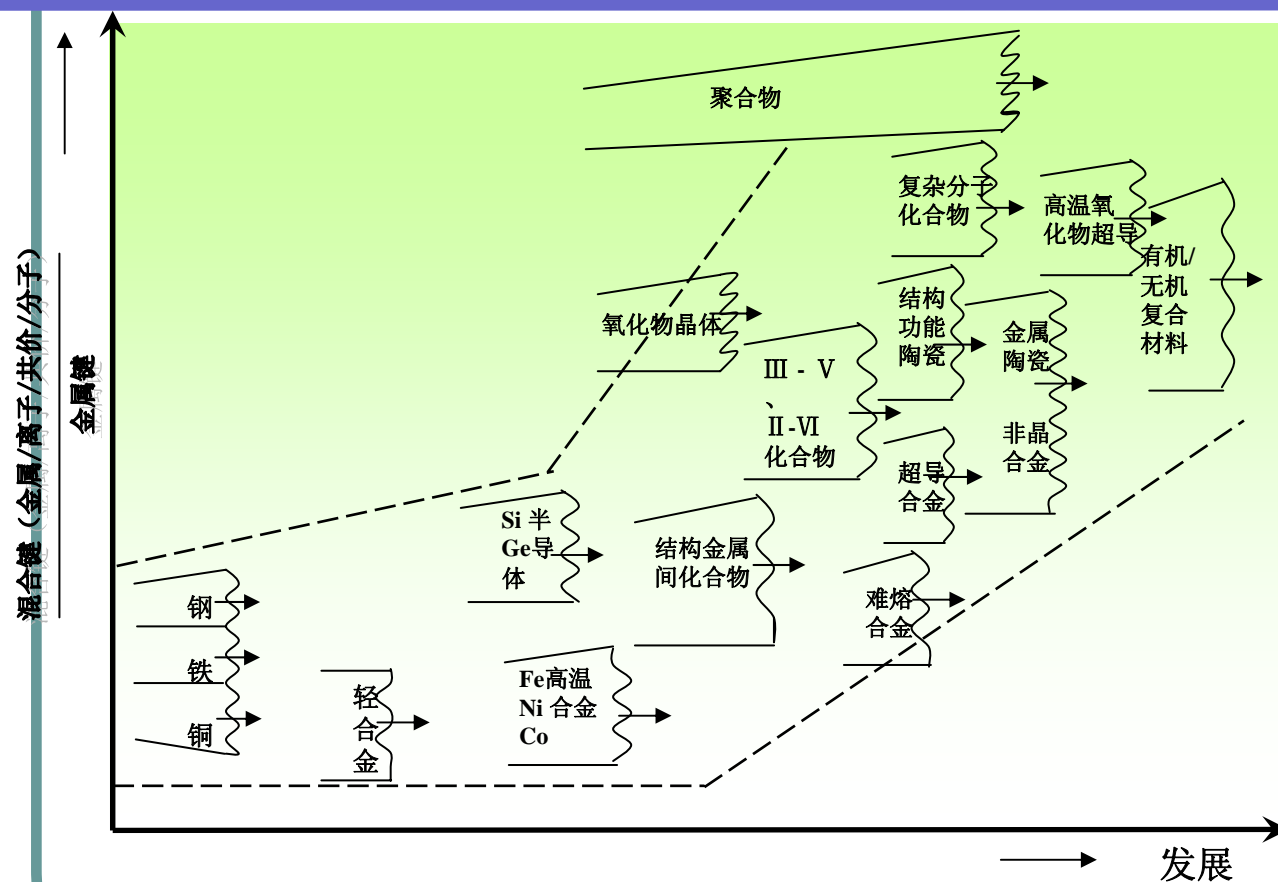 混合键（金属/离子/共价/分子）
金属键
聚合物
复杂分子
化合物
高温氧
化物超导
有机/
无机
复合
材料
氧化物晶体
Ⅲ - Ⅴ
、
Ⅱ-Ⅵ
化合物
结构
功能
陶瓷
金属
陶瓷
非晶
合金
超导
合金
Si 半
Ge导
体
结构金属
间化合物
难熔
合金
钢
铁
铜
轻
合
金
Fe高温
Ni 合金
Co
发展